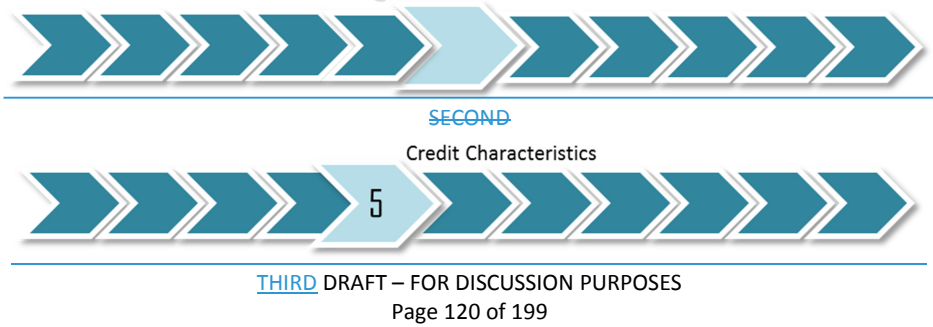 SECOND
Credit Characteristics
5
THIRD DRAFT – FOR DISCUSSION PURPOSES
Page 120 of 199